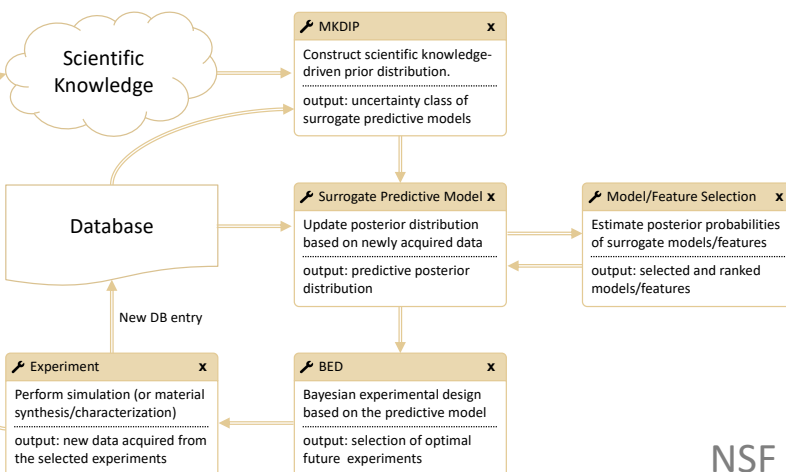 Scientific
Knowledge
MKDIP x
Construct scientific knowledge-
driven prior distribution.
output: uncertainty class of
surrogate predictive models
Database
Surrogate Predictive Model x
Update posterior distribution
based on newly acquired data
output: predictive posterior
distribution
Model/Feature Selection x
Estimate posterior probabilities
of surrogate models/features
output: selected and ranked
models/features
New DB entry
Experiment x
Perform simulation (or material
synthesis/characterization)
output: new data acquired from
the selected experiments
BED x
Bayesian experimental design
based on the predictive model
output: selection of optimal
future experiments
NSF